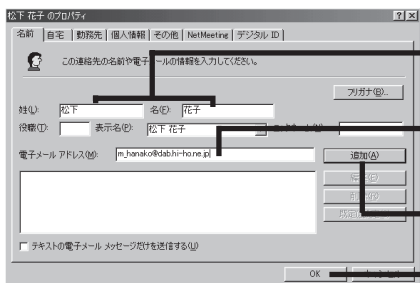 松下 花子 のプロパティ
名前 自宅 勤務先 個人情報 その他 NetMeeting デジタル ID
この連絡先の名前や電子 ールの情報を入力してください。
フリガナ(B)...
姓(L): 松下 名(F): 花子
役職(T): 表示名(P): 松下 花子
電子メール アドレス(M): m_hanako@dab.hi-ho.ne.jp 追加(A)
テキストの電子メール メッセージだけを送信する(U)
OK